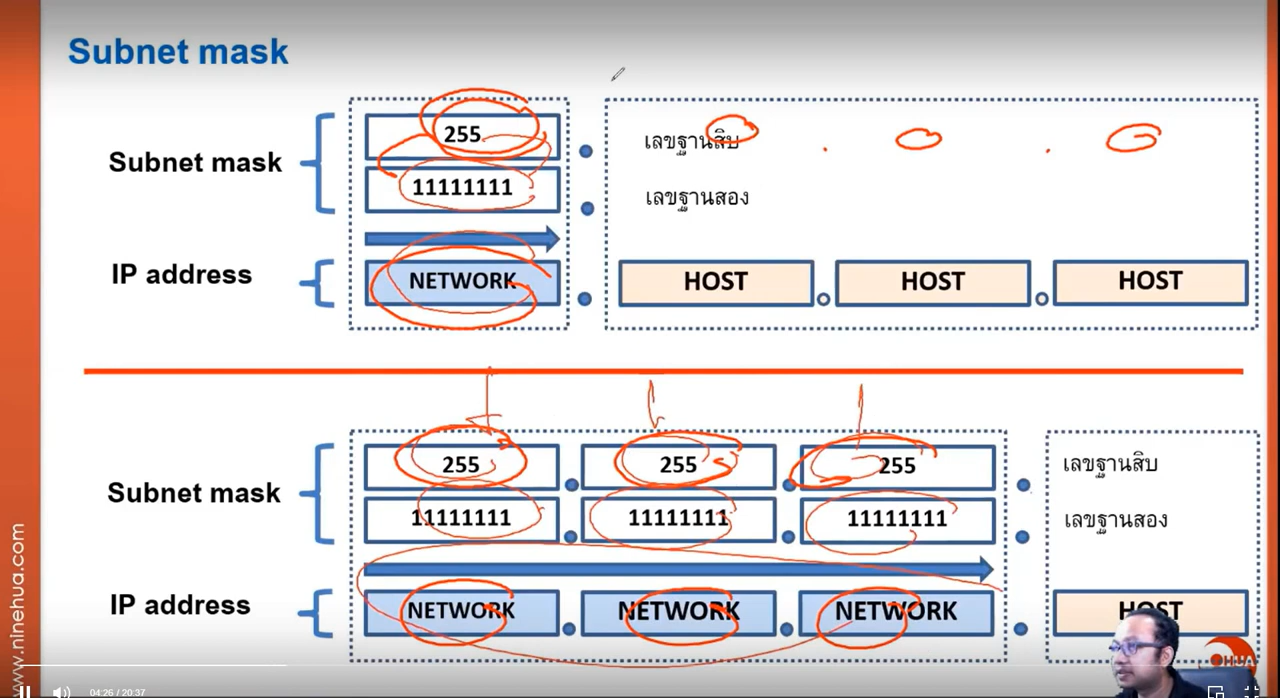 Subnet mask
Subnet mask
255
เลขฐานสิบ
11111111
เลขฐานสอง
IP address
NETWORK
HOST
HOST
HOST
Subnet mask
255
255
255
เลขฐานสิบ
11111111
11111111
11111111
เลขฐานสอง
IP address
NETWORK
NETWORK
NETWORK
HOST
www.ninehua.com
04:26 / 20:37